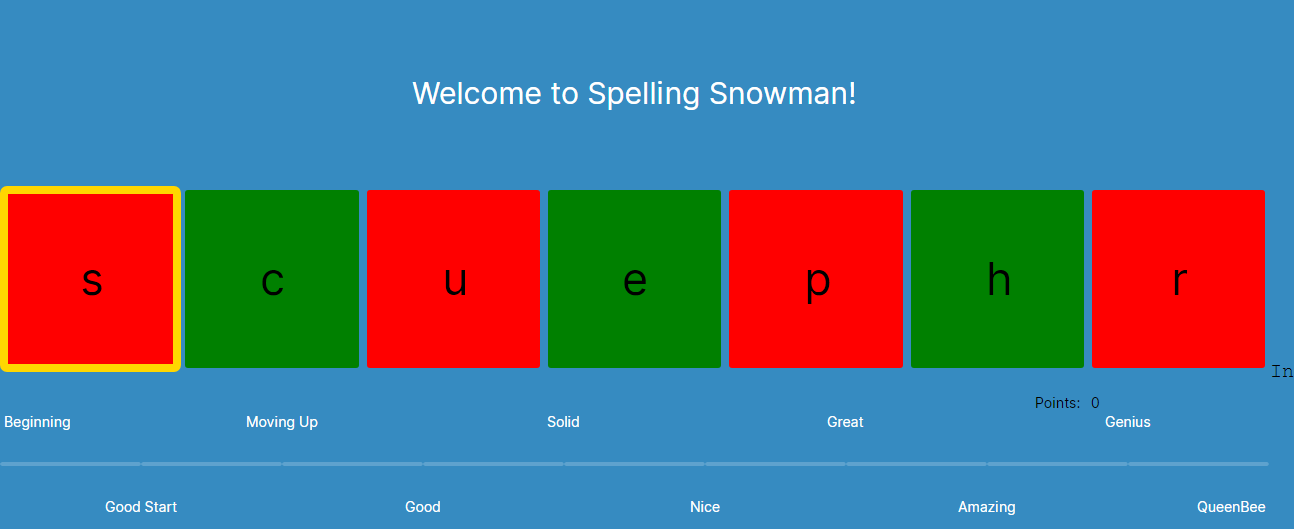 Welcome to Spelling Snowman!
s c u e p h r
In
Points: 0
Beginning Moving Up Solid Great Genius
Good Start Good Nice Amazing QueenBee